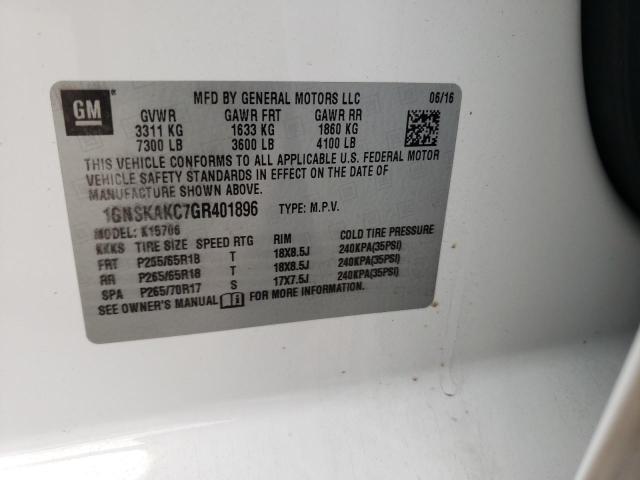 GM
MFD BY GENERAL MOTORS LLC 06/16
GVWR GAWR FRT GAWR RR
3311 KG 1633 KG 1860 KG
7300 LB 3600 LB 4100 LB
THIS VEHICLE CONFORMS TO ALL APPLICABLE U.S. FEDERAL MOTOR
VEHICLE SAFETY STANDARDS IN EFFECT ON THE DATE OF
MANUFACTURE SHOWN ABOVE.
1GNSKAKC7GR401896 TYPE: M.P.V.
MODEL: K15706
KKKS TIRE SIZE SPEED RTG RIM COLD TIRE PRESSURE
FRT P265/65R18 T 18X8.5J 240KPA(35PSI)
RR P265/65R18 T 18X8.5J 240KPA(35PSI)
SPA P265/70R17 S 17X7.5J 240KPA(35PSI)
SEE OWNER'S MANUAL FOR MORE INFORMATION.